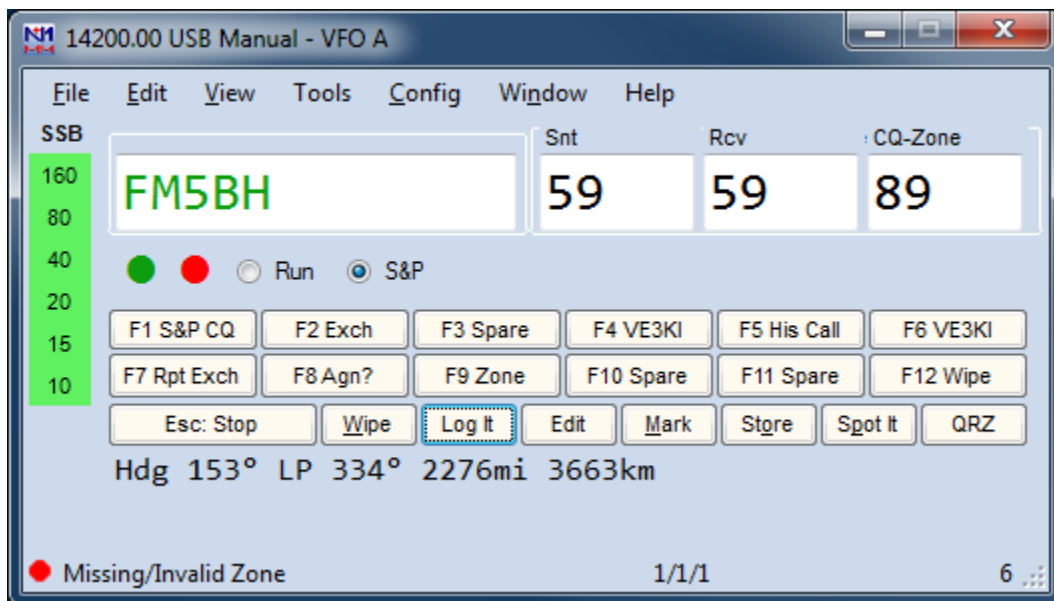 N1 MM 14200.00 USB Manual - VFO A
File Edit View Tools Config Window Help
SSB Snt Rcv CQ-Zone
160
80
FM5BH 59 59 89
40 Run S&P
20
15
10
F1 S&P CQ F2 Exch F3 Spare F4 VE3KI F5 His Call F6 VE3KI
F7 Rpt Exch F8 Agn? F9 Zone F10 Spare F11 Spare F12 Wipe
Esc: Stop Wipe Log It Edit Mark Store Spot It QRZ
Hdg 153° LP 334° 2276mi 3663km
Missing/Invalid Zone 1/1/1 6